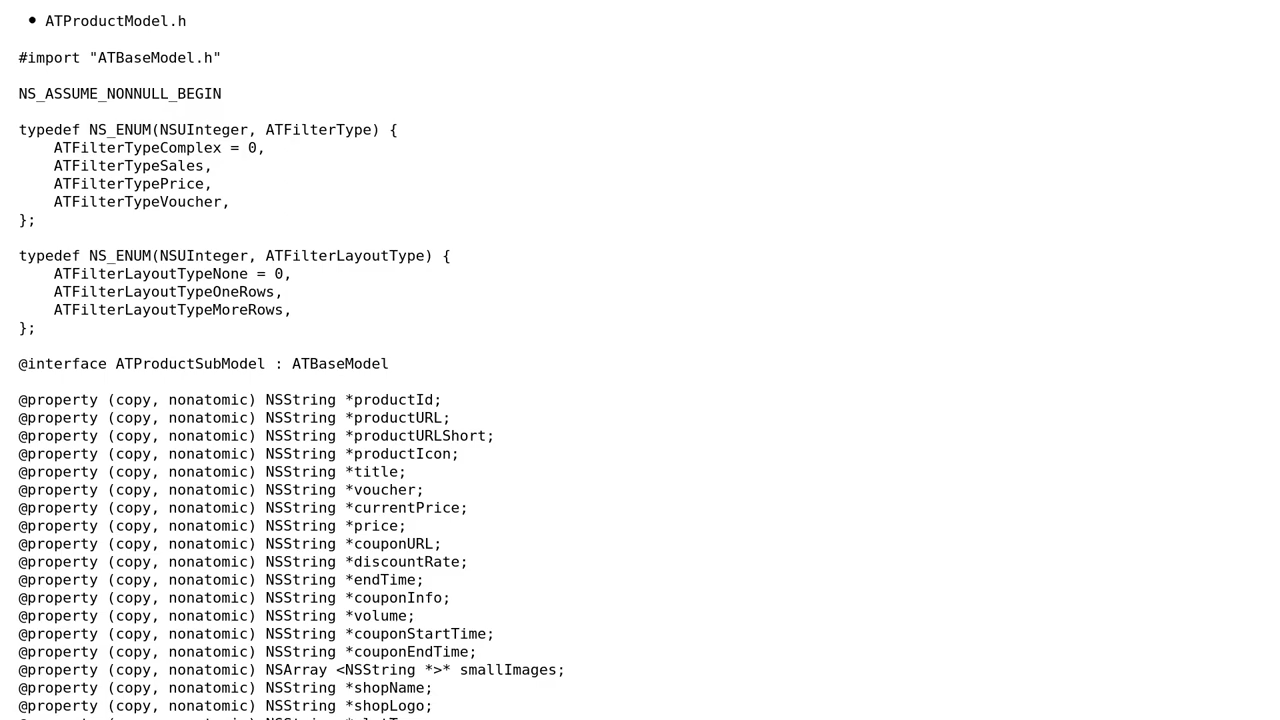 • ATProductModel.h
#import "ATBaseModel.h"
NS_ASSUME_NONNULL_BEGIN
typedef NS_ENUM(NSUInteger, ATFilterType) {
    ATFilterTypeComplex = 0,
    ATFilterTypeSales,
    ATFilterTypePrice,
    ATFilterTypeVoucher,
};
typedef NS_ENUM(NSUInteger, ATFilterLayoutType) {
    ATFilterLayoutTypeNone = 0,
    ATFilterLayoutTypeOneRows,
    ATFilterLayoutTypeMoreRows,
};
@interface ATProductSubModel : ATBaseModel
@property (copy, nonatomic) NSString *productId;
@property (copy, nonatomic) NSString *productURL;
@property (copy, nonatomic) NSString *productURLShort;
@property (copy, nonatomic) NSString *productIcon;
@property (copy, nonatomic) NSString *title;
@property (copy, nonatomic) NSString *voucher;
@property (copy, nonatomic) NSString *currentPrice;
@property (copy, nonatomic) NSString *price;
@property (copy, nonatomic) NSString *couponURL;
@property (copy, nonatomic) NSString *discountRate;
@property (copy, nonatomic) NSString *endTime;
@property (copy, nonatomic) NSString *couponInfo;
@property (copy, nonatomic) NSString *volume;
@property (copy, nonatomic) NSString *couponStartTime;
@property (copy, nonatomic) NSString *couponEndTime;
@property (copy, nonatomic) NSArray <NSString *>* smallImages;
@property (copy, nonatomic) NSString *shopName;
@property (copy, nonatomic) NSString *shopLogo;